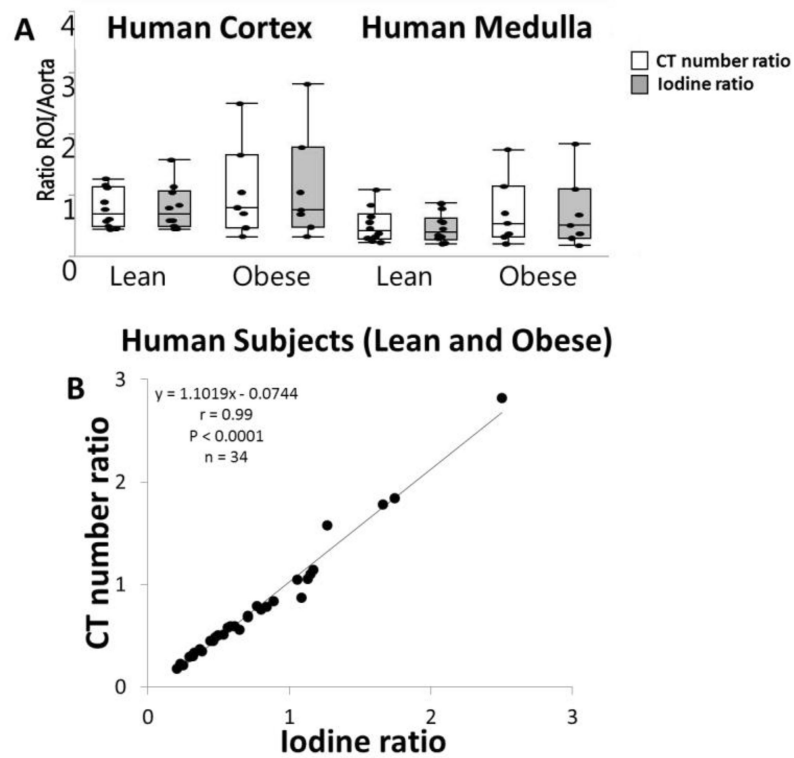 A
Human Cortex
Human Medulla
CT number ratio
Iodine ratio
Ratio ROI/Aorta
4
3
2
1
0
Lean
Obese
Lean
Obese
Human Subjects (Lean and Obese)
B
y = 1.1019x - 0.0744
r = 0.99
P < 0.0001
n = 34
CT number ratio
3
2
1
0
0
1
2
3
Iodine ratio